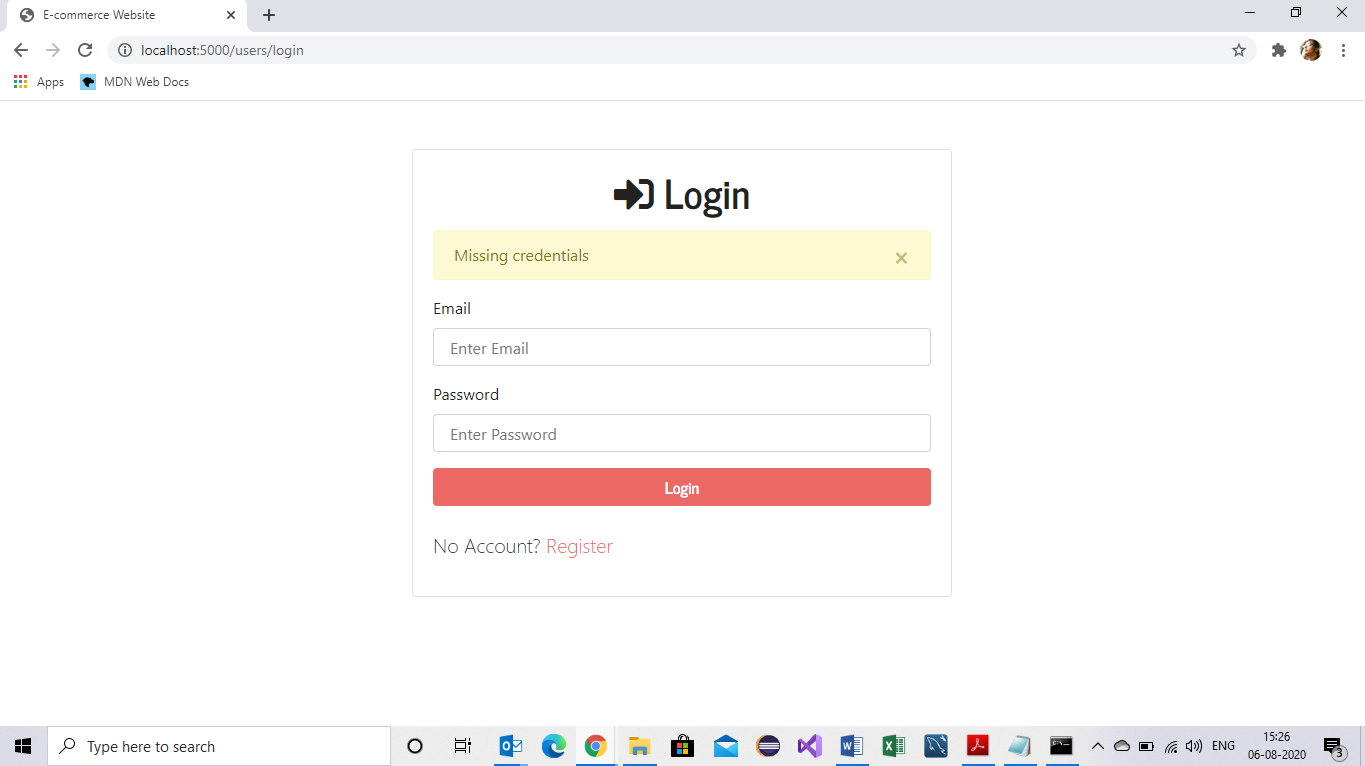 E-commerce Website
localhost:5000/users/login
Apps MDN Web Docs
Login
Missing credentials ×
Email
Enter Email
Password
Enter Password
Login
No Account? Register
Type here to search
ENG
15:26
06-08-2020
3